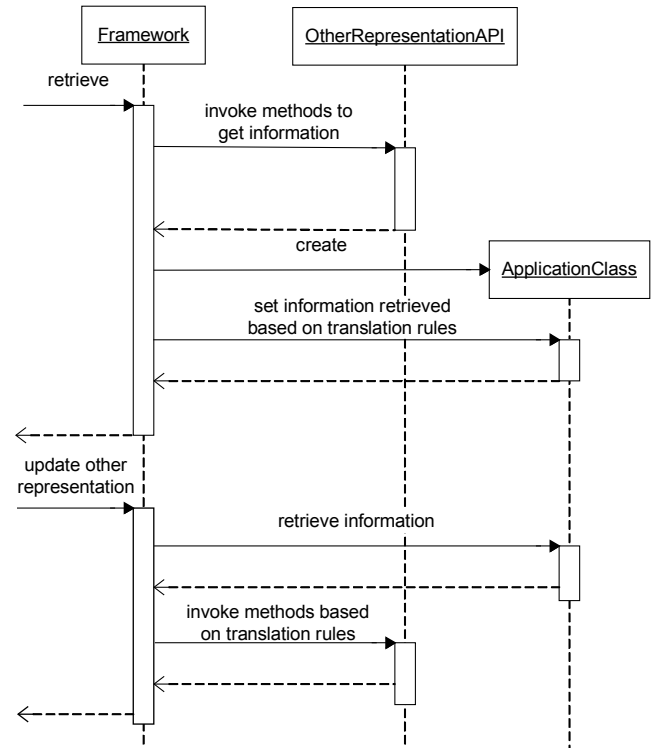 Framework
OtherRepresentationAPI
retrieve
invoke methods to
get information
create
ApplicationClass
set information retrieved
based on translation rules
update other
representation
retrieve information
invoke methods based
on translation rules